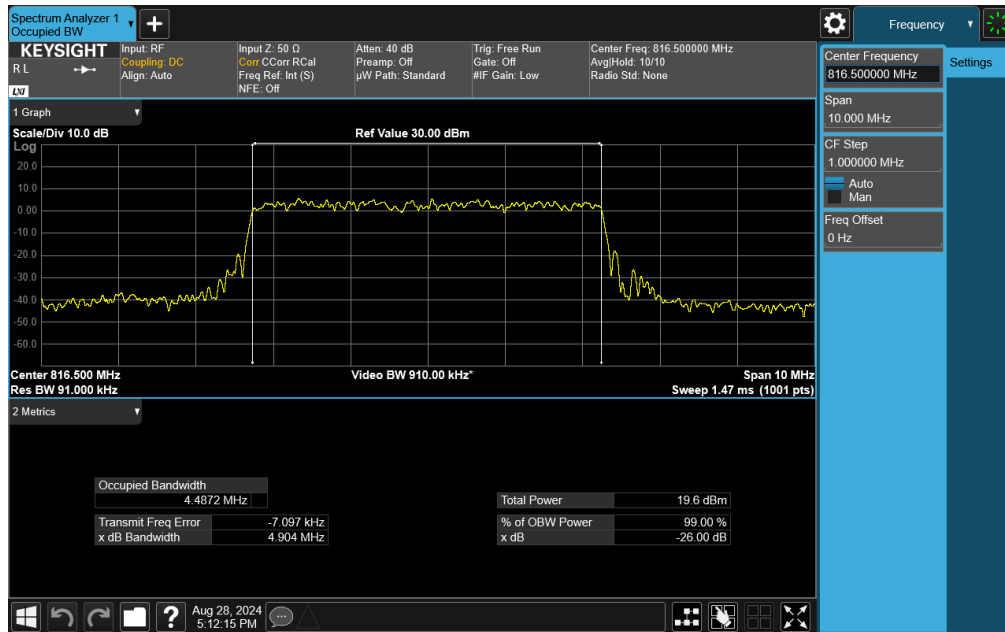 Spectrum Analyzer 1
Occupied BW
Frequency
KEYSIGHT
R L
LXI
Input: RF
Coupling: DC
Align: Auto
Input Z: 50 Ω
Corr CCorr RCal
Freq Ref: Int (S)
NFE: Off
Atten: 40 dB
Preamp: Off
µW Path: Standard
Trig: Free Run
Gate: Off
#IF Gain: Low
Center Freq: 816.500000 MHz
Avg|Hold: 10/10
Radio Std: None
Center Frequency
816.500000 MHz
Settings
Span
10.000 MHz
CF Step
1.000000 MHz
Auto
Man
Freq Offset
0 Hz
1 Graph
Scale/Div 10.0 dB
Ref Value 30.00 dBm
Log
20.0
10.0
0.00
-10.0
-20.0
-30.0
-40.0
-50.0
-60.0
Center 816.500 MHz
Video BW 910.00 kHz*
Span 10 MHz
Res BW 91.000 kHz
Sweep 1.47 ms (1001 pts)
2 Metrics
Occupied Bandwidth
4.4872 MHz
Total Power 19.6 dBm
Transmit Freq Error -7.097 kHz
% of OBW Power 99.00 %
x dB Bandwidth 4.904 MHz
x dB -26.00 dB
Aug 28, 2024
5:12:15 PM